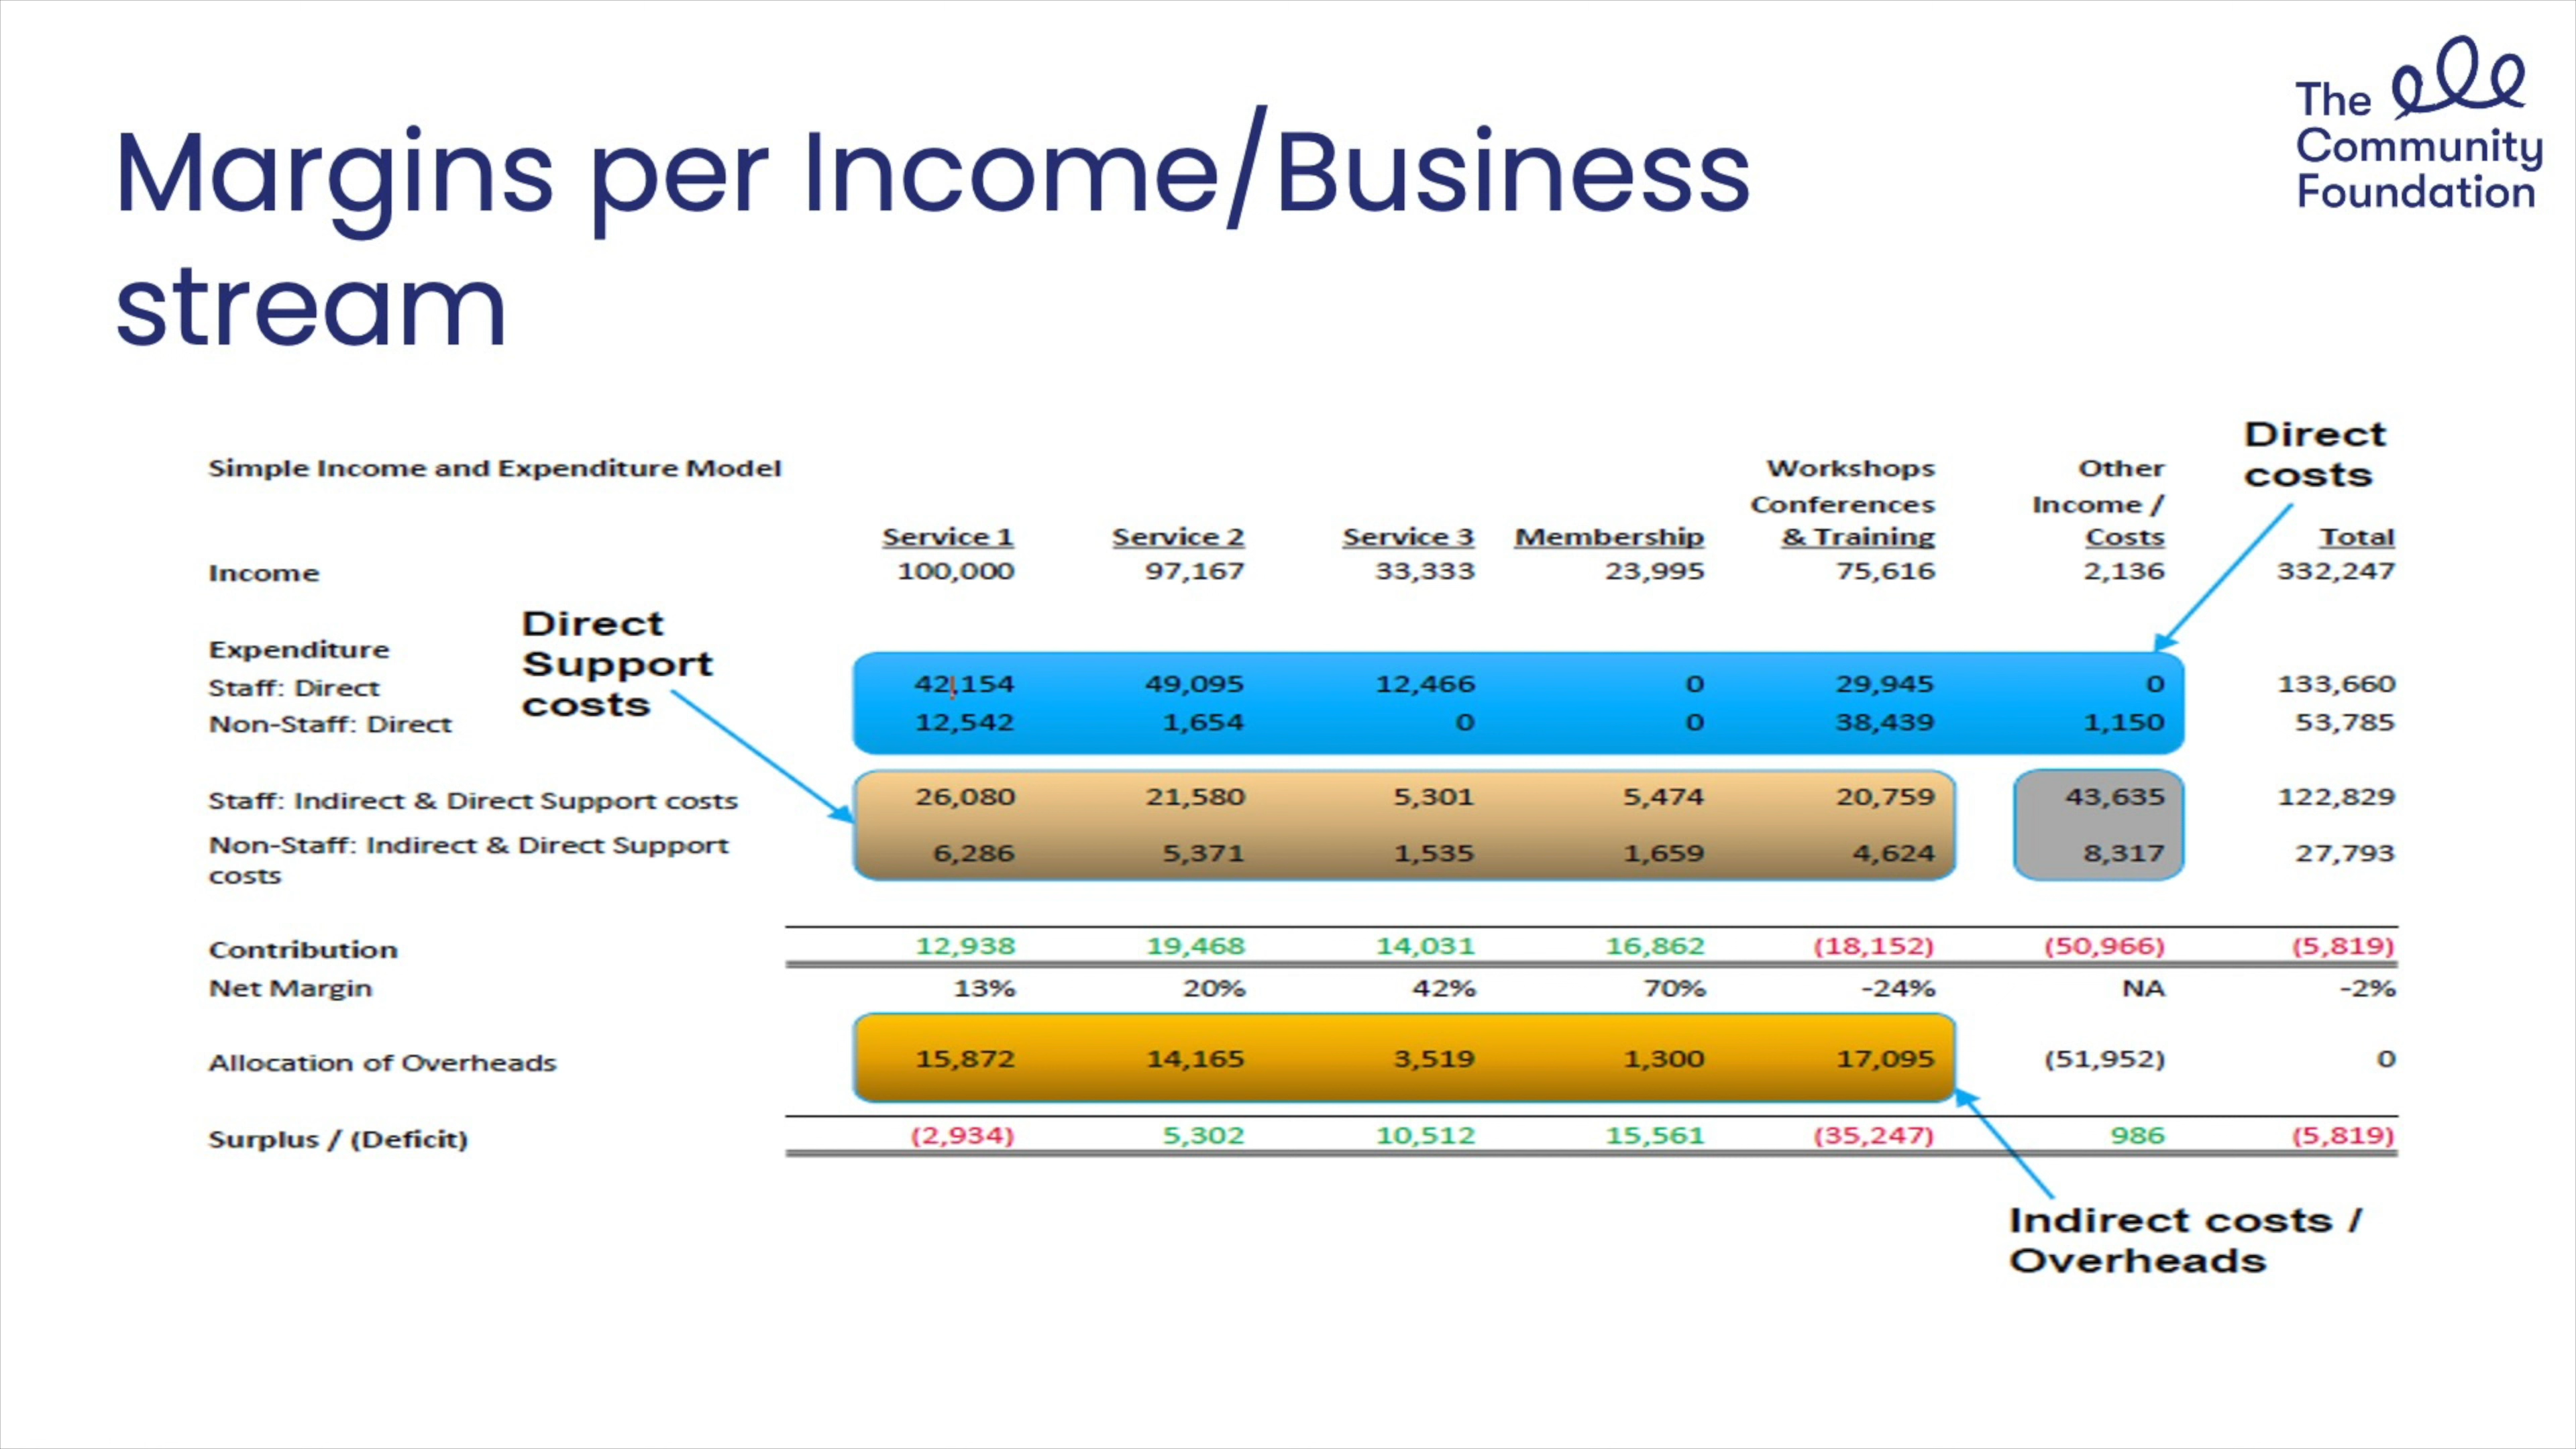 The
Community
Foundation
Margins per Income/Business
stream
Direct
costs
Simple Income and Expenditure Model Workshops Other
Conferences Income /
Service 1 Service 2 Service 3 Membership & Training Costs Total
Income 100,000 97,167 33,333 23,995 75,616 2,136 332,247
Direct
Support
costs
Expenditure
Staff: Direct 42,154 49,095 12,466 0 29,945 0 133,660
Non-Staff: Direct 12,542 1,654 0 0 38,439 1,150 53,785
Staff: Indirect & Direct Support costs 26,080 21,580 5,301 5,474 20,759 43,635 122,829
Non-Staff: Indirect & Direct Support
costs 6,286 5,371 1,535 1,659 4,624 8,317 27,793
Contribution 12,938 19,468 14,031 16,862 (18,152) (50,966) (5,819)
Net Margin 13% 20% 42% 70% -24% NA -2%
Allocation of Overheads 15,872 14,165 3,519 1,300 17,095 (51,952) 0
Surplus / (Deficit) (2,934) 5,302 10,512 15,561 (35,247) 986 (5,819)
Indirect costs /
Overheads